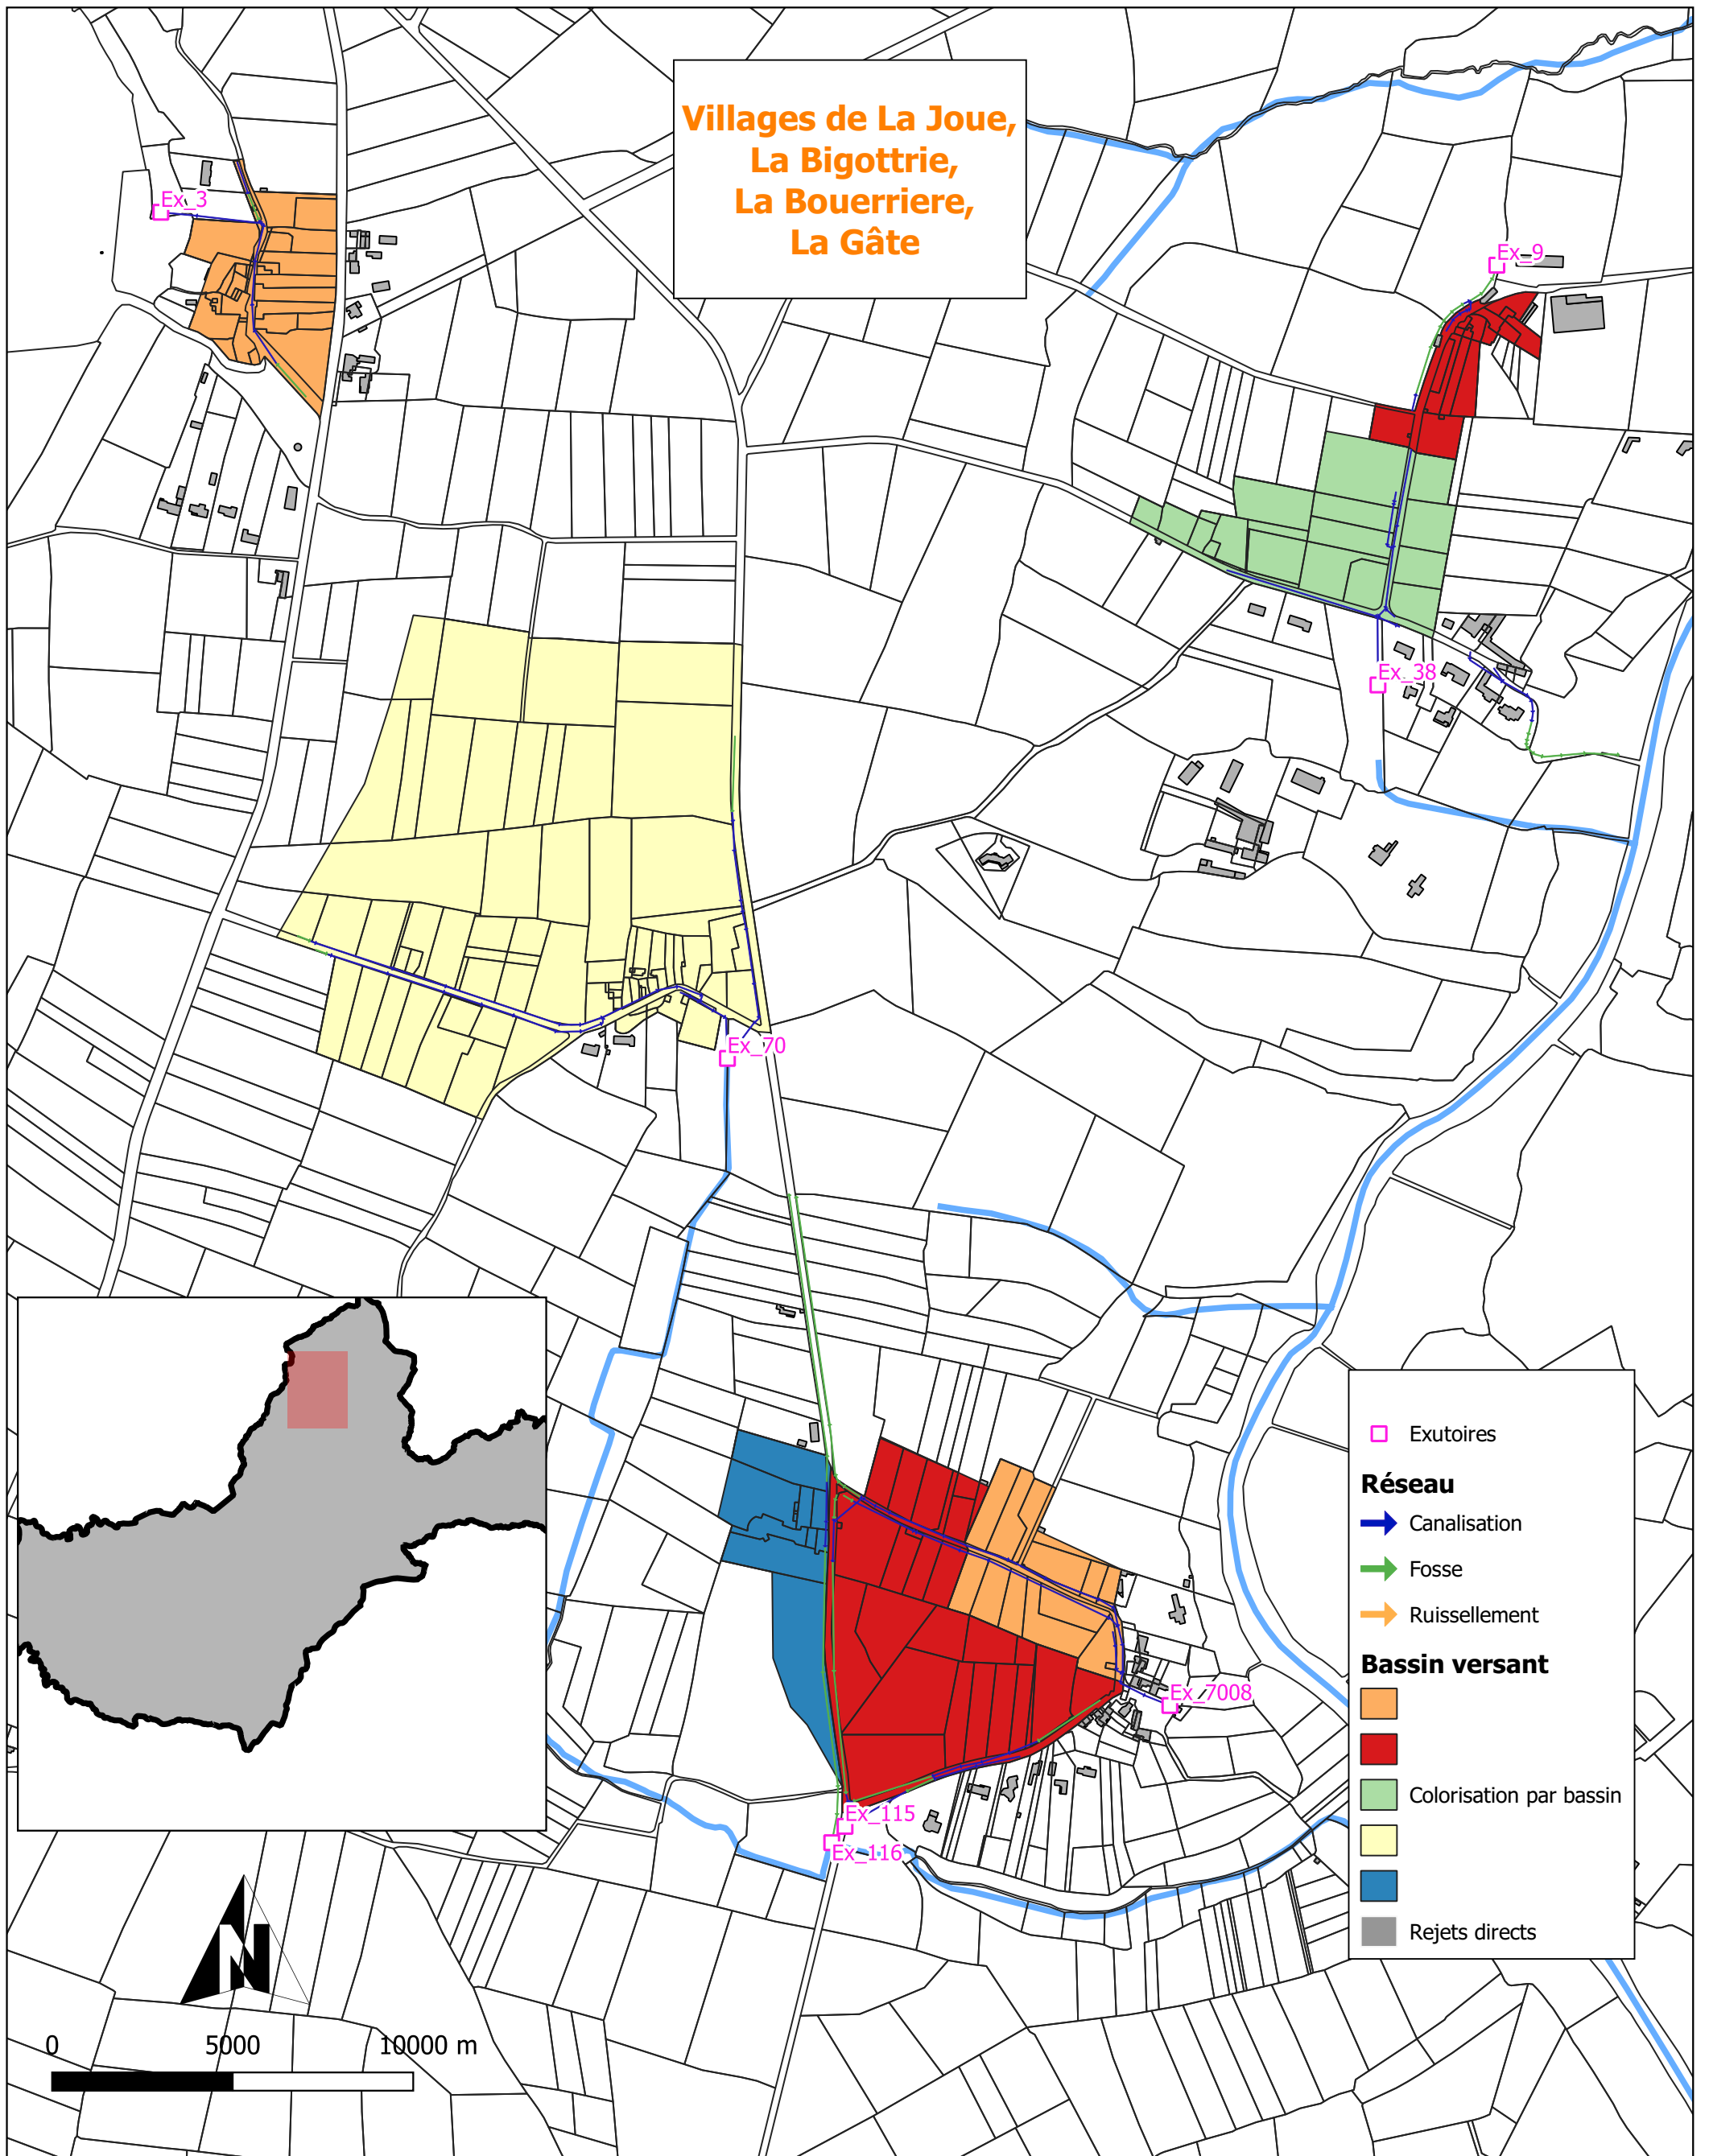 Villages de La Joue,
La Bigottrie,
La Bouerriere,
La Gâte
Ex_3
Ex_9
Ex_38
Ex_70
Ex_7008
Ex_115
Ex_116
Exutoires
Réseau
Canalisation
Fosse
Ruissellement
Bassin versant
Colorisation par bassin
Rejets directs
N
0 5000 10000 m